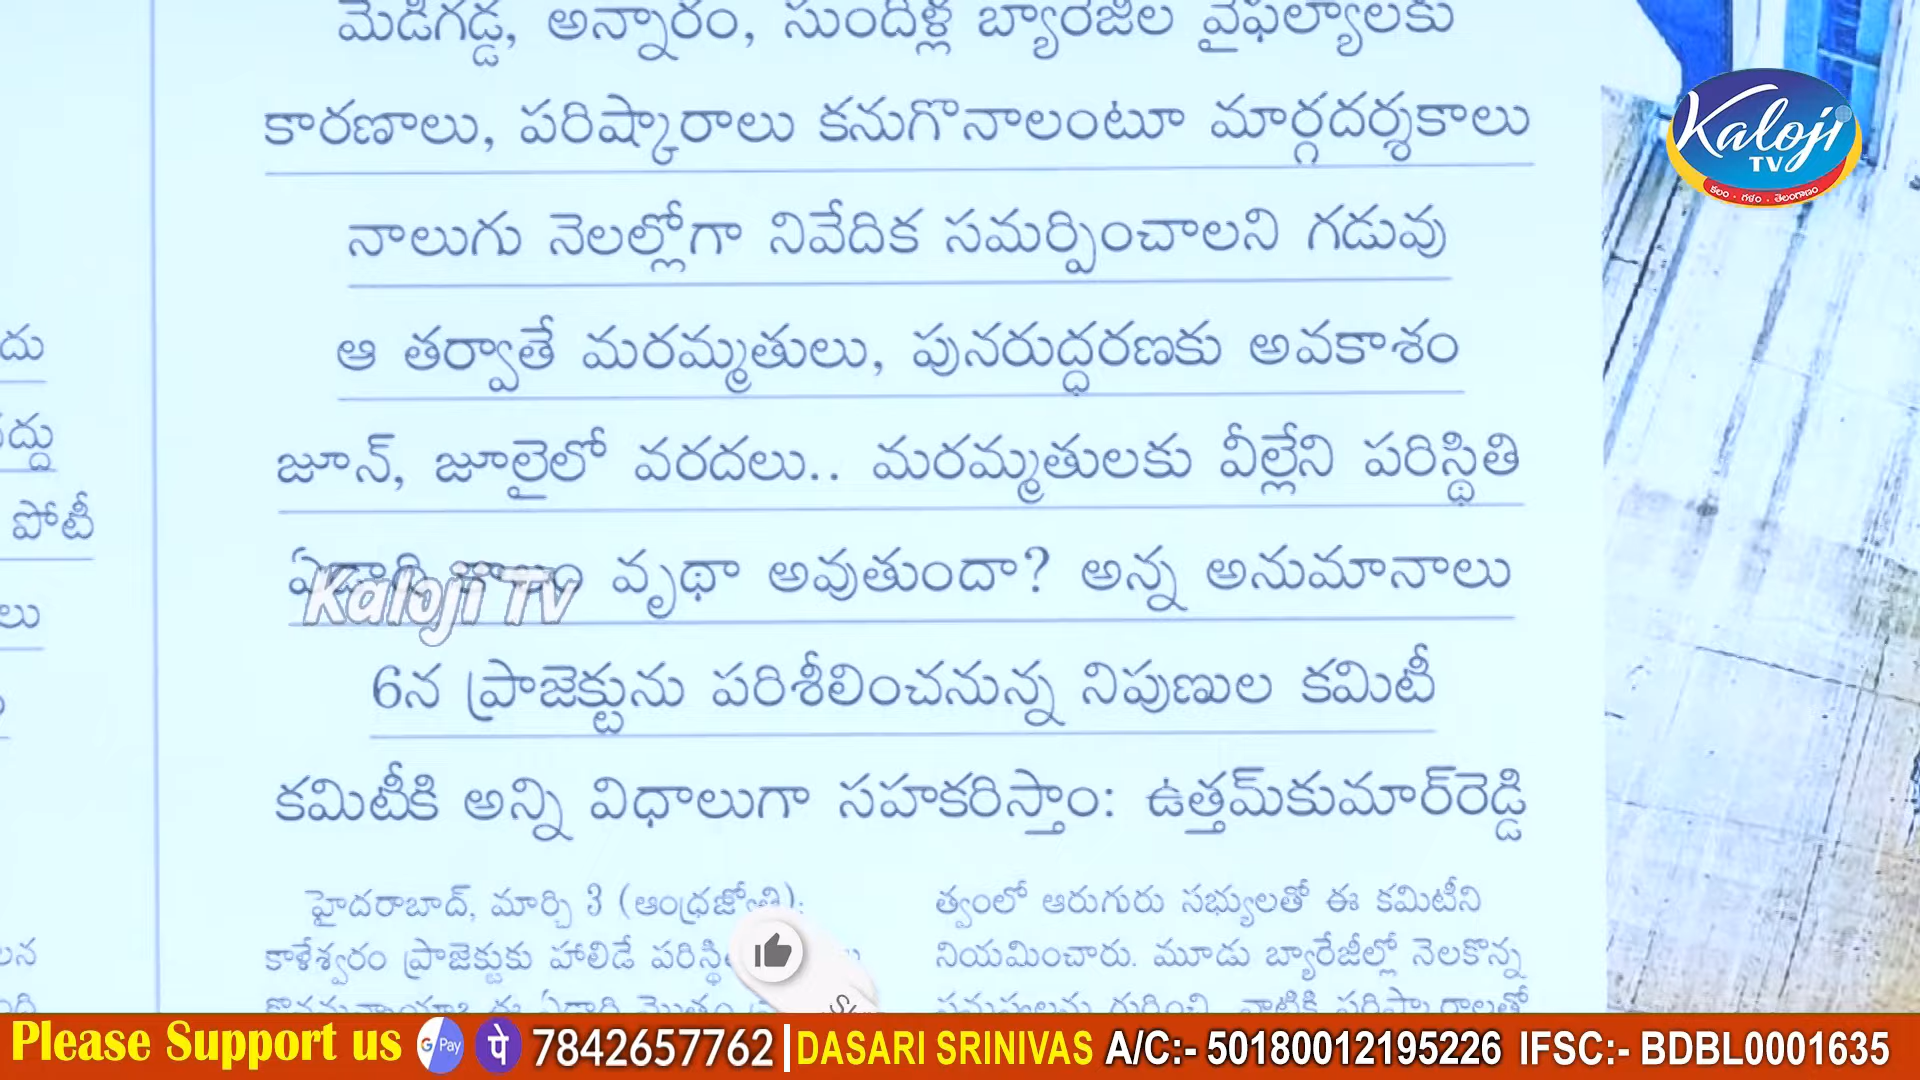 మేడిగడ్డ, అన్నారం, సుందిళ్ల బ్యారేజీల వైఫల్యాలకు
కారణాలు, పరిష్కారాలు కనుగొనాలంటూ మార్గదర్శకాలు
నాలుగు నెలల్లోగా నివేదిక సమర్పించాలని గడువు
ఆ తర్వాతే మరమ్మతులు, పునరుద్ధరణకు అవకాశం
జూన్, జూలైలో వరదలు.. మరమ్మతులకు వీల్లేని పరిస్థితి
వృథా అవుతుందా? అన్న అనుమానాలు
6న ప్రాజెక్టును పరిశీలించనున్న నిపుణుల కమిటీ
కమిటీకి అన్ని విధాలుగా సహకరిస్తాం: ఉత్తమ్‌కుమార్‌రెడ్డి
హైదరాబాద్, మార్చి 3 (ఆంధ్రజ్యోతి):
కాళేశ్వరం ప్రాజెక్టుకు హాలిడే
త్వంలో ఆరుగురు సభ్యులతో ఈ కమిటీని
నియమించారు. మూడు బ్యారేజీల్లో నెలకొన్న
పోటీ
Kaloji Tv
Kaloji
TV
కలం · గళం · తెలంగాణం
Please Support us G Pay పే 7842657762 | DASARI SRINIVAS A/C:- 50180012195226 IFSC:- BDBL0001635